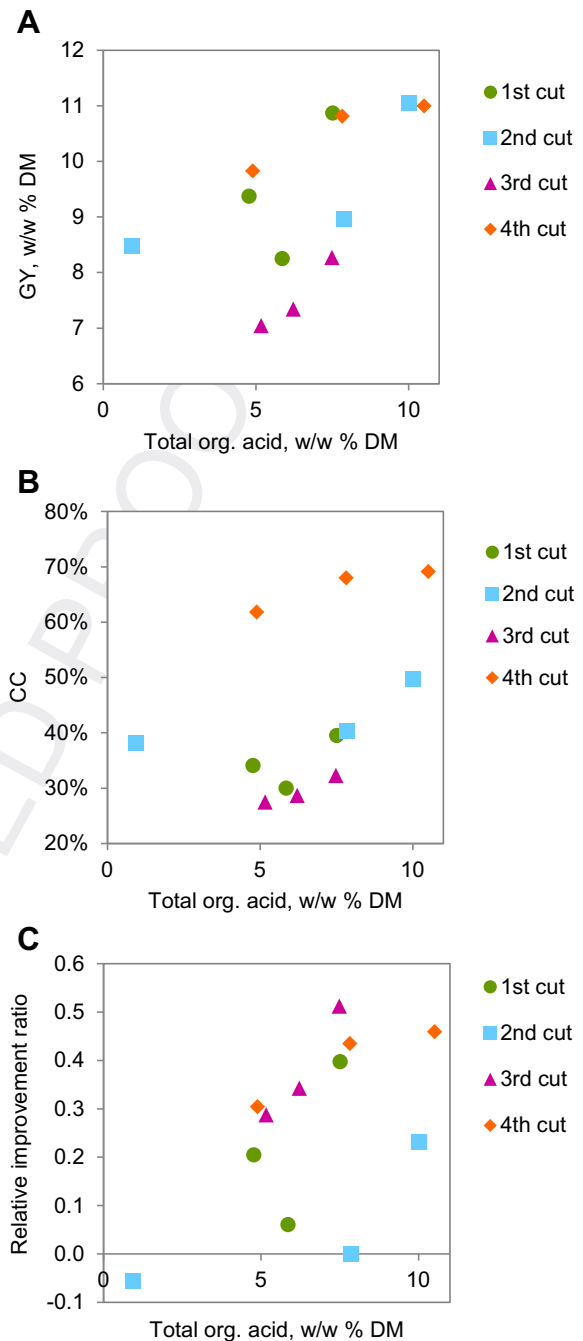 A
12
11
10
9
8
7
6
0
5
10
GY, w/w % DM
Total org. acid, w/w % DM
1st cut
2nd cut
3rd cut
4th cut
B
80%
70%
60%
50%
40%
30%
20%
0
5
10
CC
Total org. acid, w/w % DM
1st cut
2nd cut
3rd cut
4th cut
C
0.6
0.5
0.4
0.3
0.2
0.1
0.0
-0.1
0
5
10
Relative improvement ratio
Total org. acid, w/w % DM
1st cut
2nd cut
3rd cut
4th cut